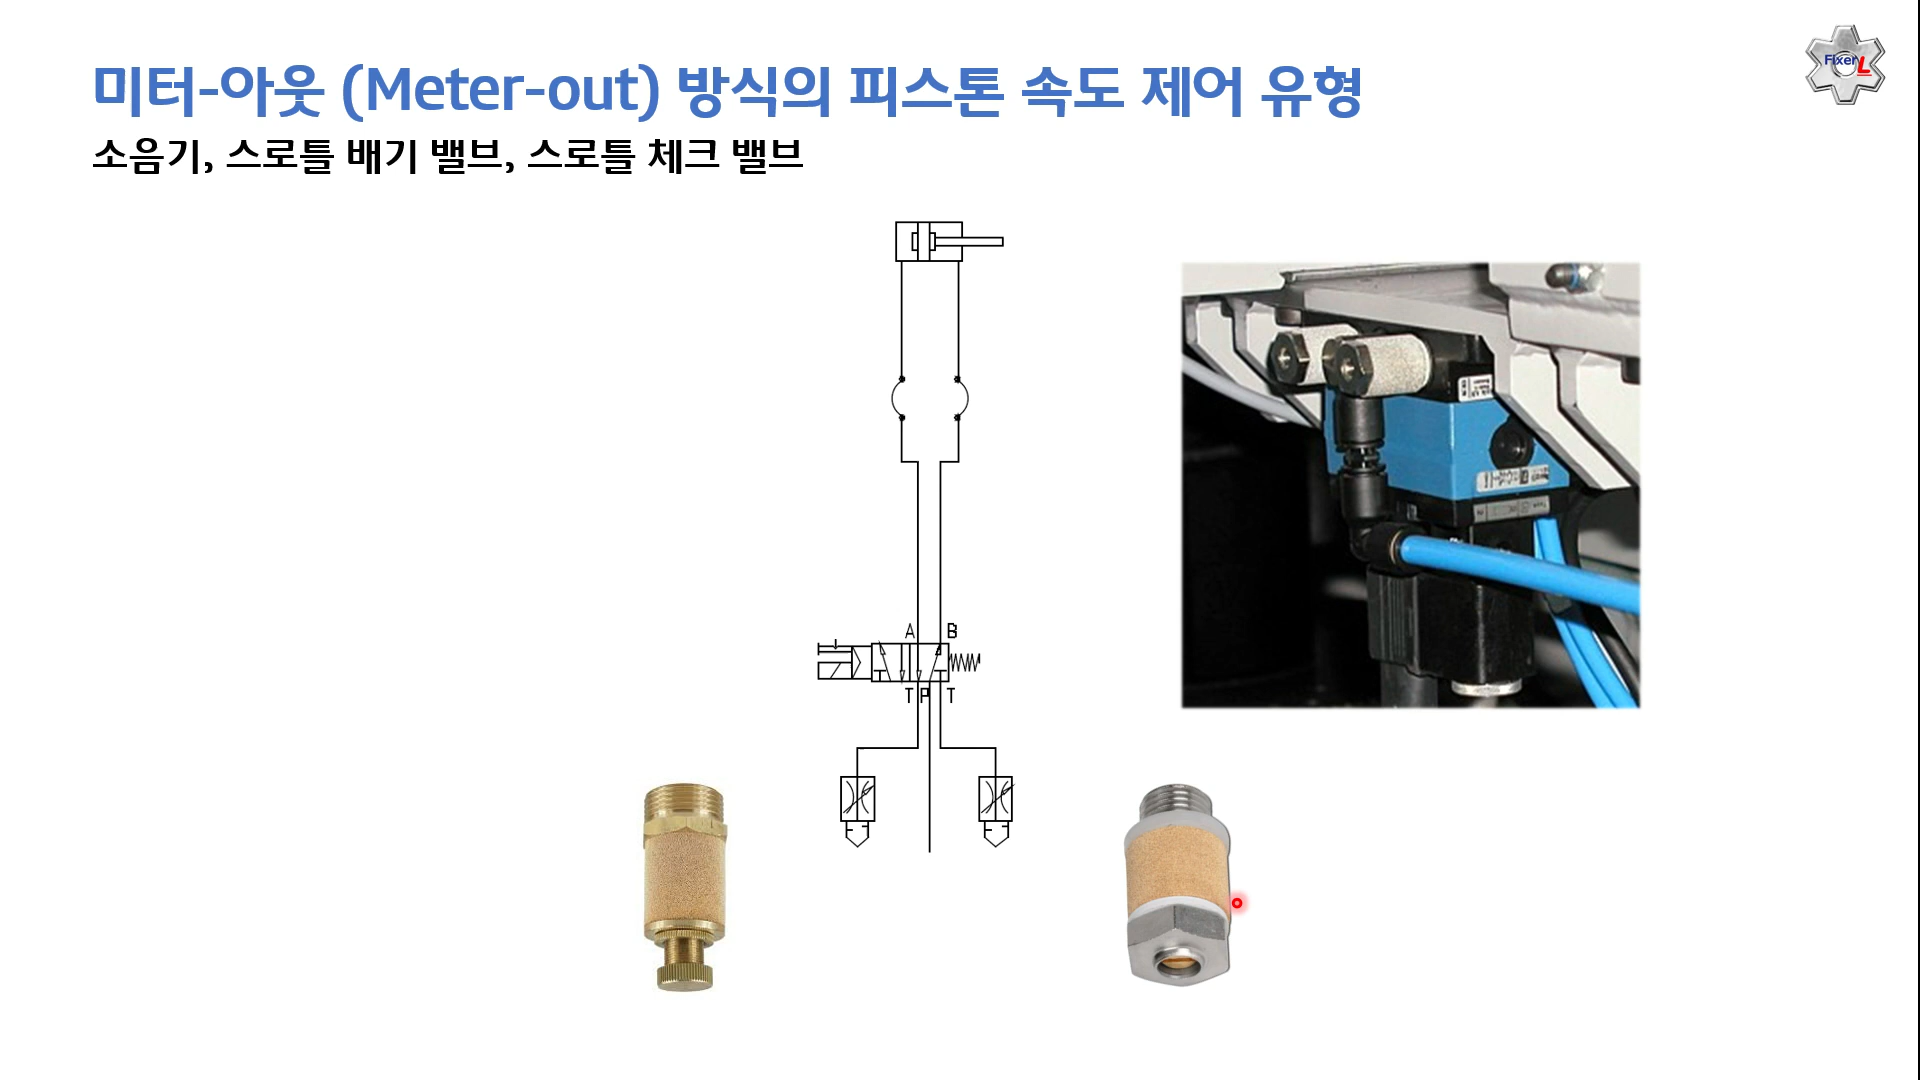 미터-아웃 (Meter-out) 방식의 피스톤 속도 제어 유형
Fixer L
소음기, 스로틀 배기 밸브, 스로틀 체크 밸브
A B
T P T